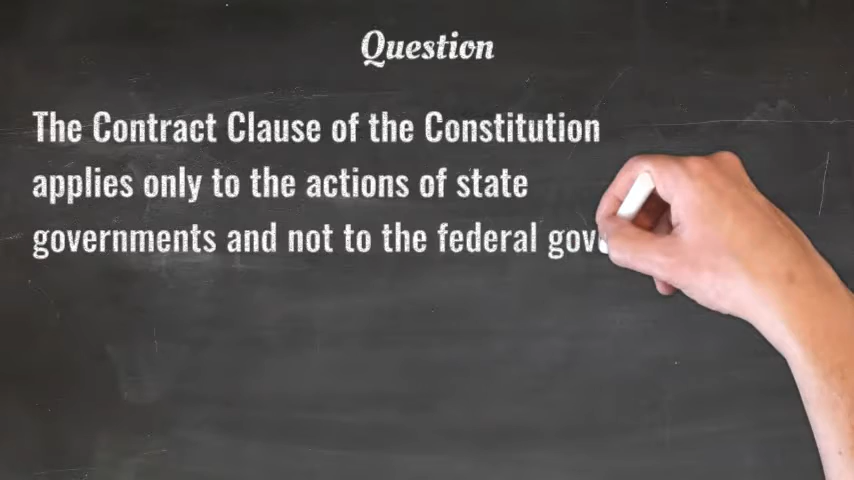 Question
The Contract Clause of the Constitution
applies only to the actions of state
governments and not to the federal gov